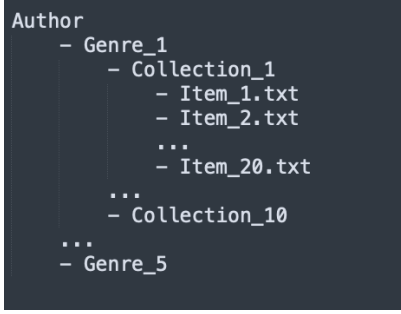 Author
– Genre_1
– Collection_1
– Item_1.txt
– Item_2.txt
...
– Item_20.txt
...
– Collection_10
...
– Genre_5